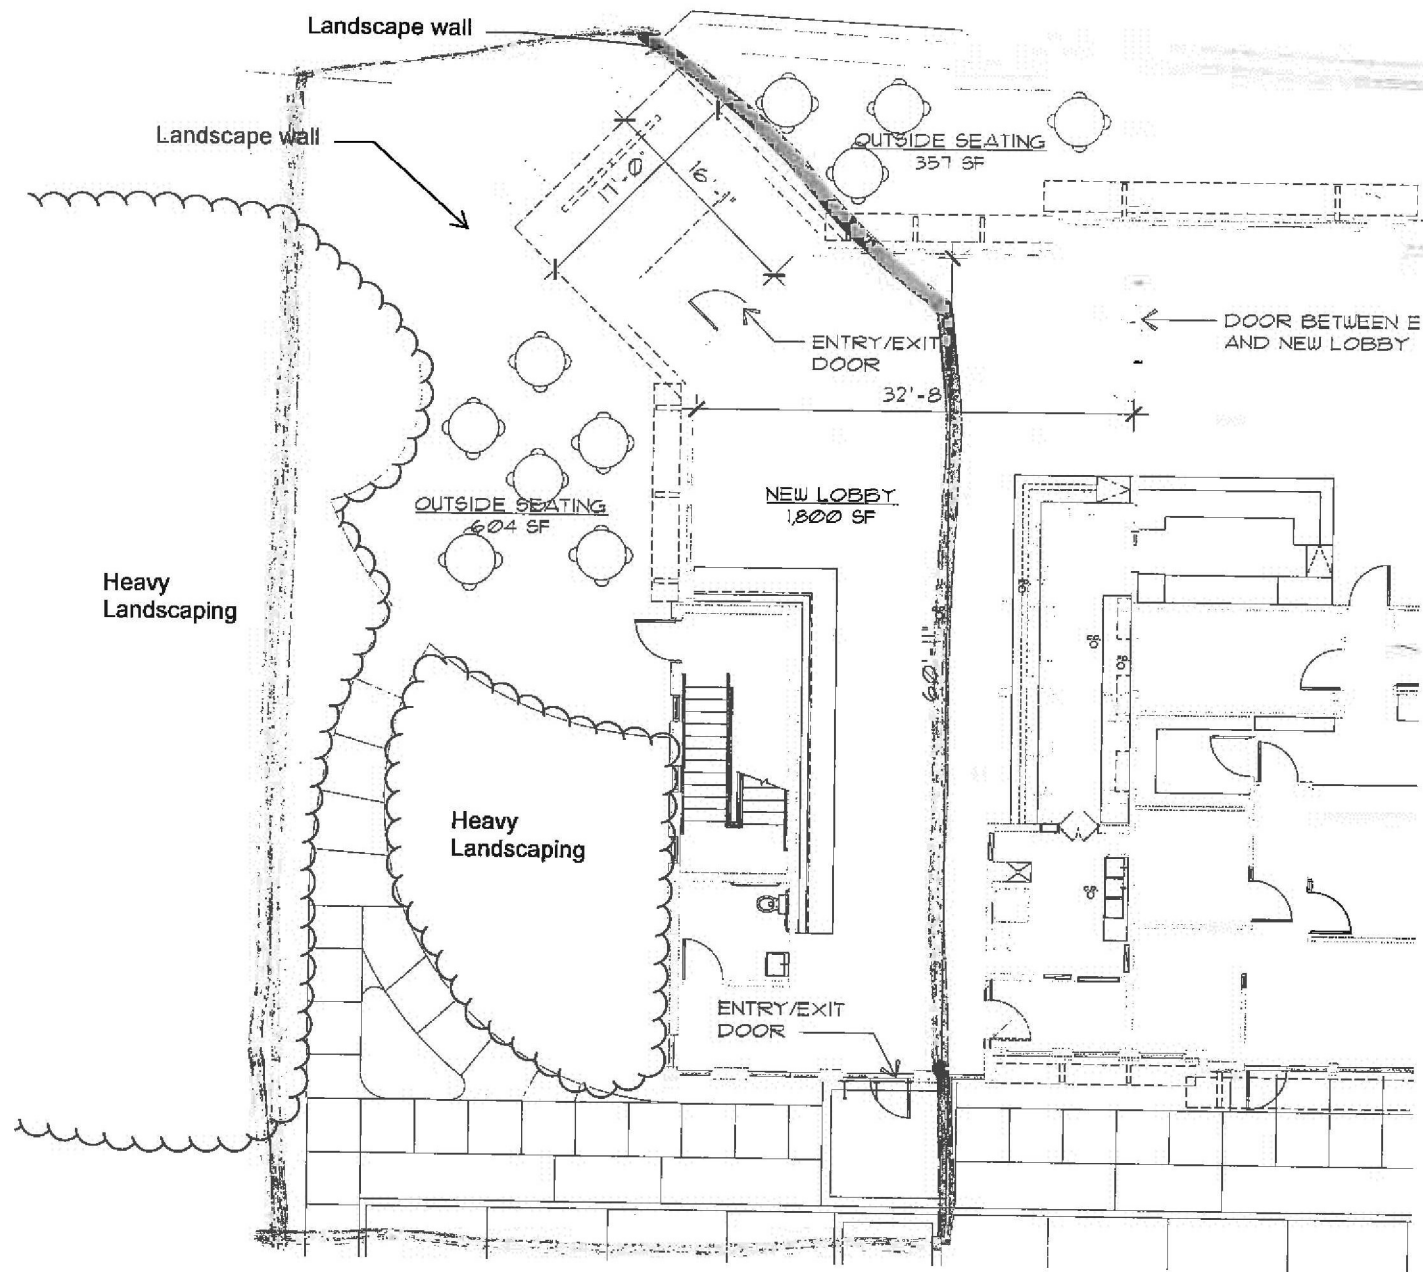 Landscape wall
Landscape wall
OUTSIDE SEATING
357 SF
17'-0"
16'-1"
ENTRY/EXIT
DOOR
DOOR BETWEEN E
AND NEW LOBBY
32'-8
NEW LOBBY
1,800 SF
OUTSIDE SEATING
604 SF
Heavy
Landscaping
60'-11"
Heavy
Landscaping
ENTRY/EXIT
DOOR